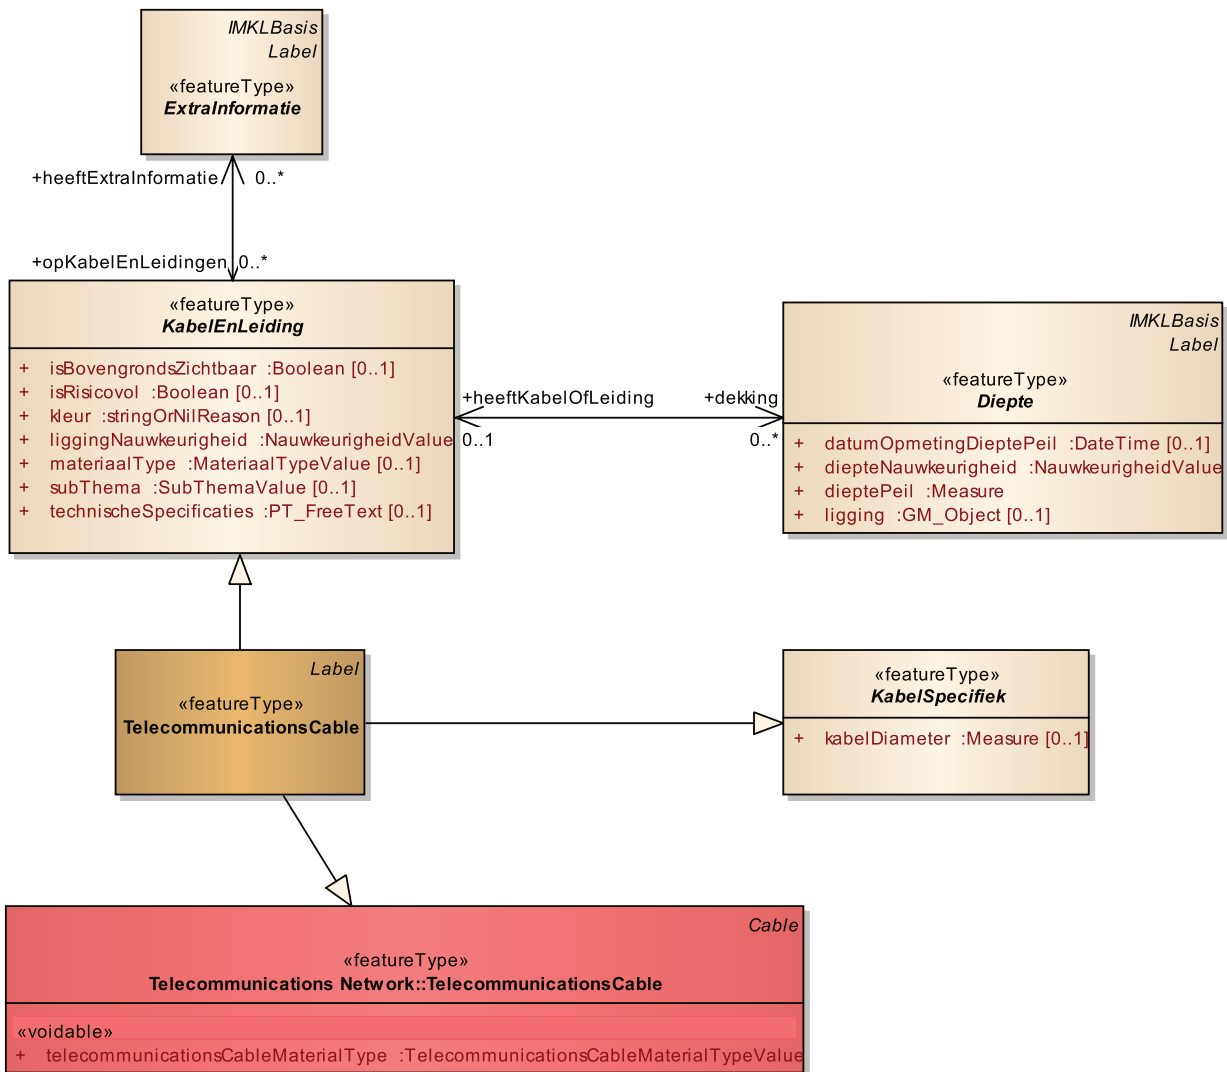 IMKLBasis
Label
«featureType»
ExtraInformatie
+heeftExtraInformatie 0..*
+opKabelEnLeidingen 0..*
«featureType»
KabelEnLeiding
+ isBovengrondsZichtbaar :Boolean [0..1]
+ isRisicovol :Boolean [0..1]
+ kleur :stringOrNilReason [0..1]
+ liggingNauwkeurigheid :NauwkeurigheidValue
+ materiaalType :MateriaalTypeValue [0..1]
+ subThema :SubThemaValue [0..1]
+ technischeSpecificaties :PT_FreeText [0..1]
+heeftKabelOfLeiding +dekking
0..1 0..*
IMKLBasis
Label
«featureType»
Diepte
+ datumOpmetingDieptePeil :DateTime [0..1]
+ diepteNauwkeurigheid :NauwkeurigheidValue
+ dieptePeil :Measure
+ ligging :GM_Object [0..1]
Label
«featureType»
TelecommunicationsCable
«featureType»
KabelSpecifiek
+ kabelDiameter :Measure [0..1]
Cable
«featureType»
Telecommunications Network::TelecommunicationsCable
«voidable»
+ telecommunicationsCableMaterialType :TelecommunicationsCableMaterialTypeValue